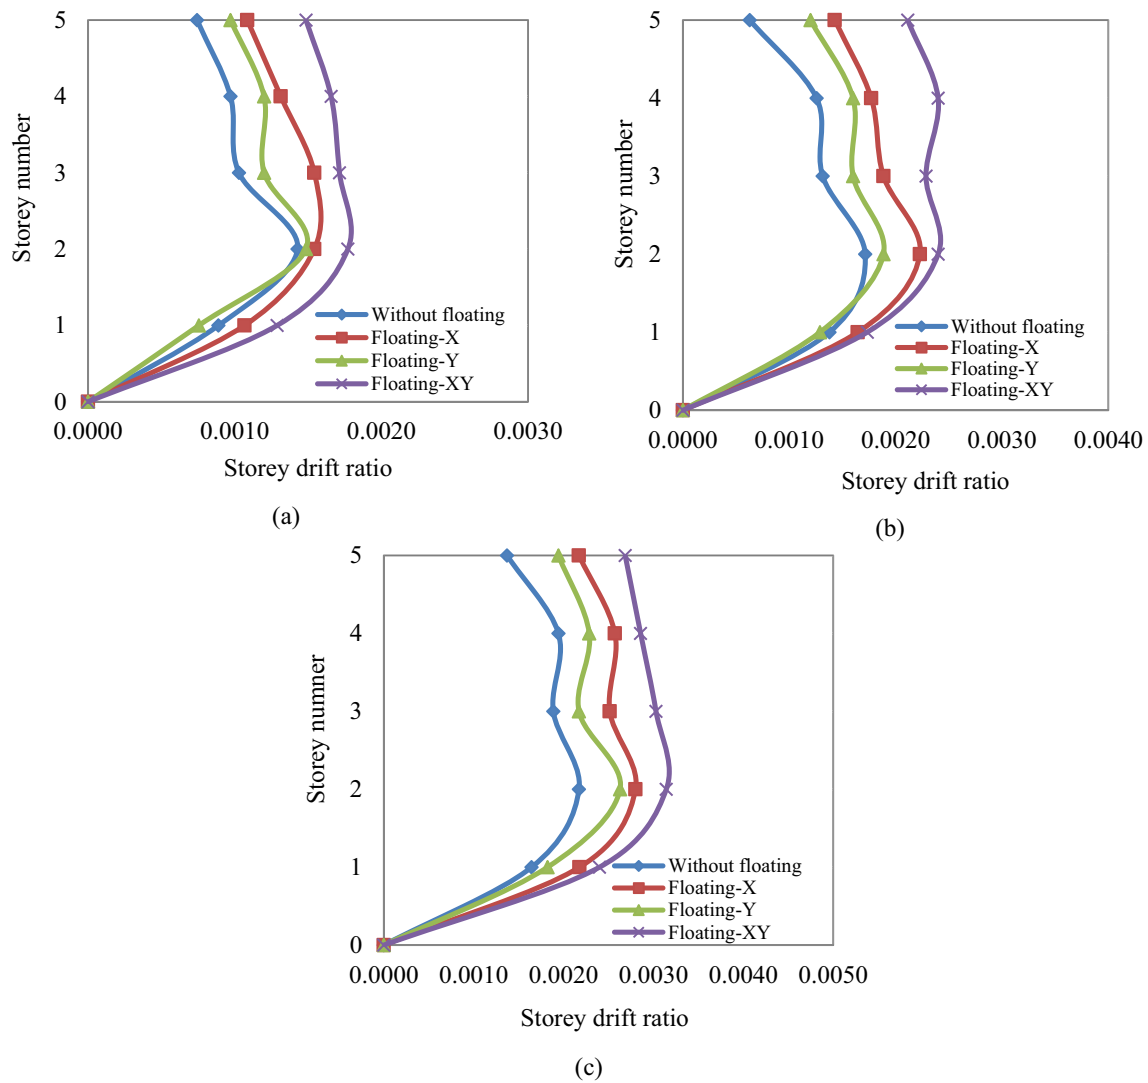 5
4
3
2
1
0
Storey number
Without floating
Floating-X
Floating-Y
Floating-XY
0.0000 0.0010 0.0020 0.0030
Storey drift ratio
(a)
5
4
3
2
1
0
Storey number
Without floating
Floating-X
Floating-Y
Floating-XY
0.0000 0.0010 0.0020 0.0030 0.0040
Storey drift ratio
(b)
5
4
3
2
1
0
Storey numner
Without floating
Floating-X
Floating-Y
Floating-XY
0.0000 0.0010 0.0020 0.0030 0.0040 0.0050
Storey drift ratio
(c)